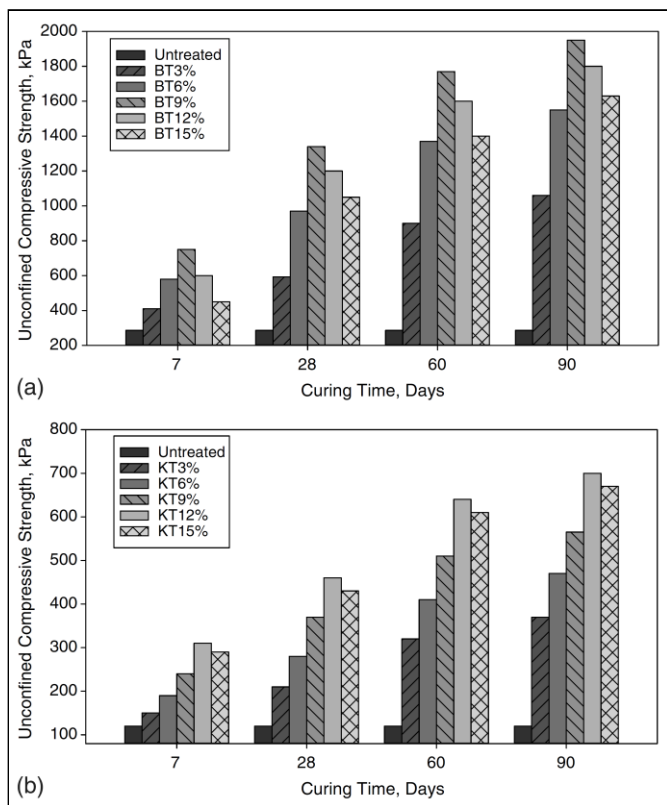 Unconfined Compressive Strength, kPa
2000
1800
1600
1400
1200
1000
800
600
400
200
Untreated
BT3%
BT6%
BT9%
BT12%
BT15%
7 28 60 90
(a)
Curing Time, Days
Unconfined Compressive Strength, kPa
800
700
600
500
400
300
200
100
Untreated
KT3%
KT6%
KT9%
KT12%
KT15%
7 28 60 90
(b)
Curing Time, Days